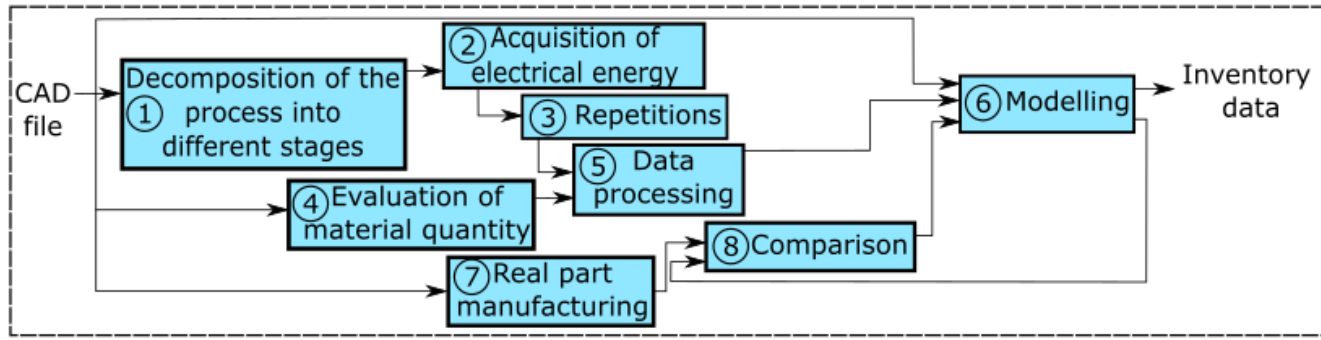 CAD
file
Decomposition of the
① process into
different stages
② Acquisition of
electrical energy
③ Repetitions
④ Evaluation of
material quantity
⑤ Data
processing
⑥ Modelling
⑦ Real part
manufacturing
⑧ Comparison
Inventory
data